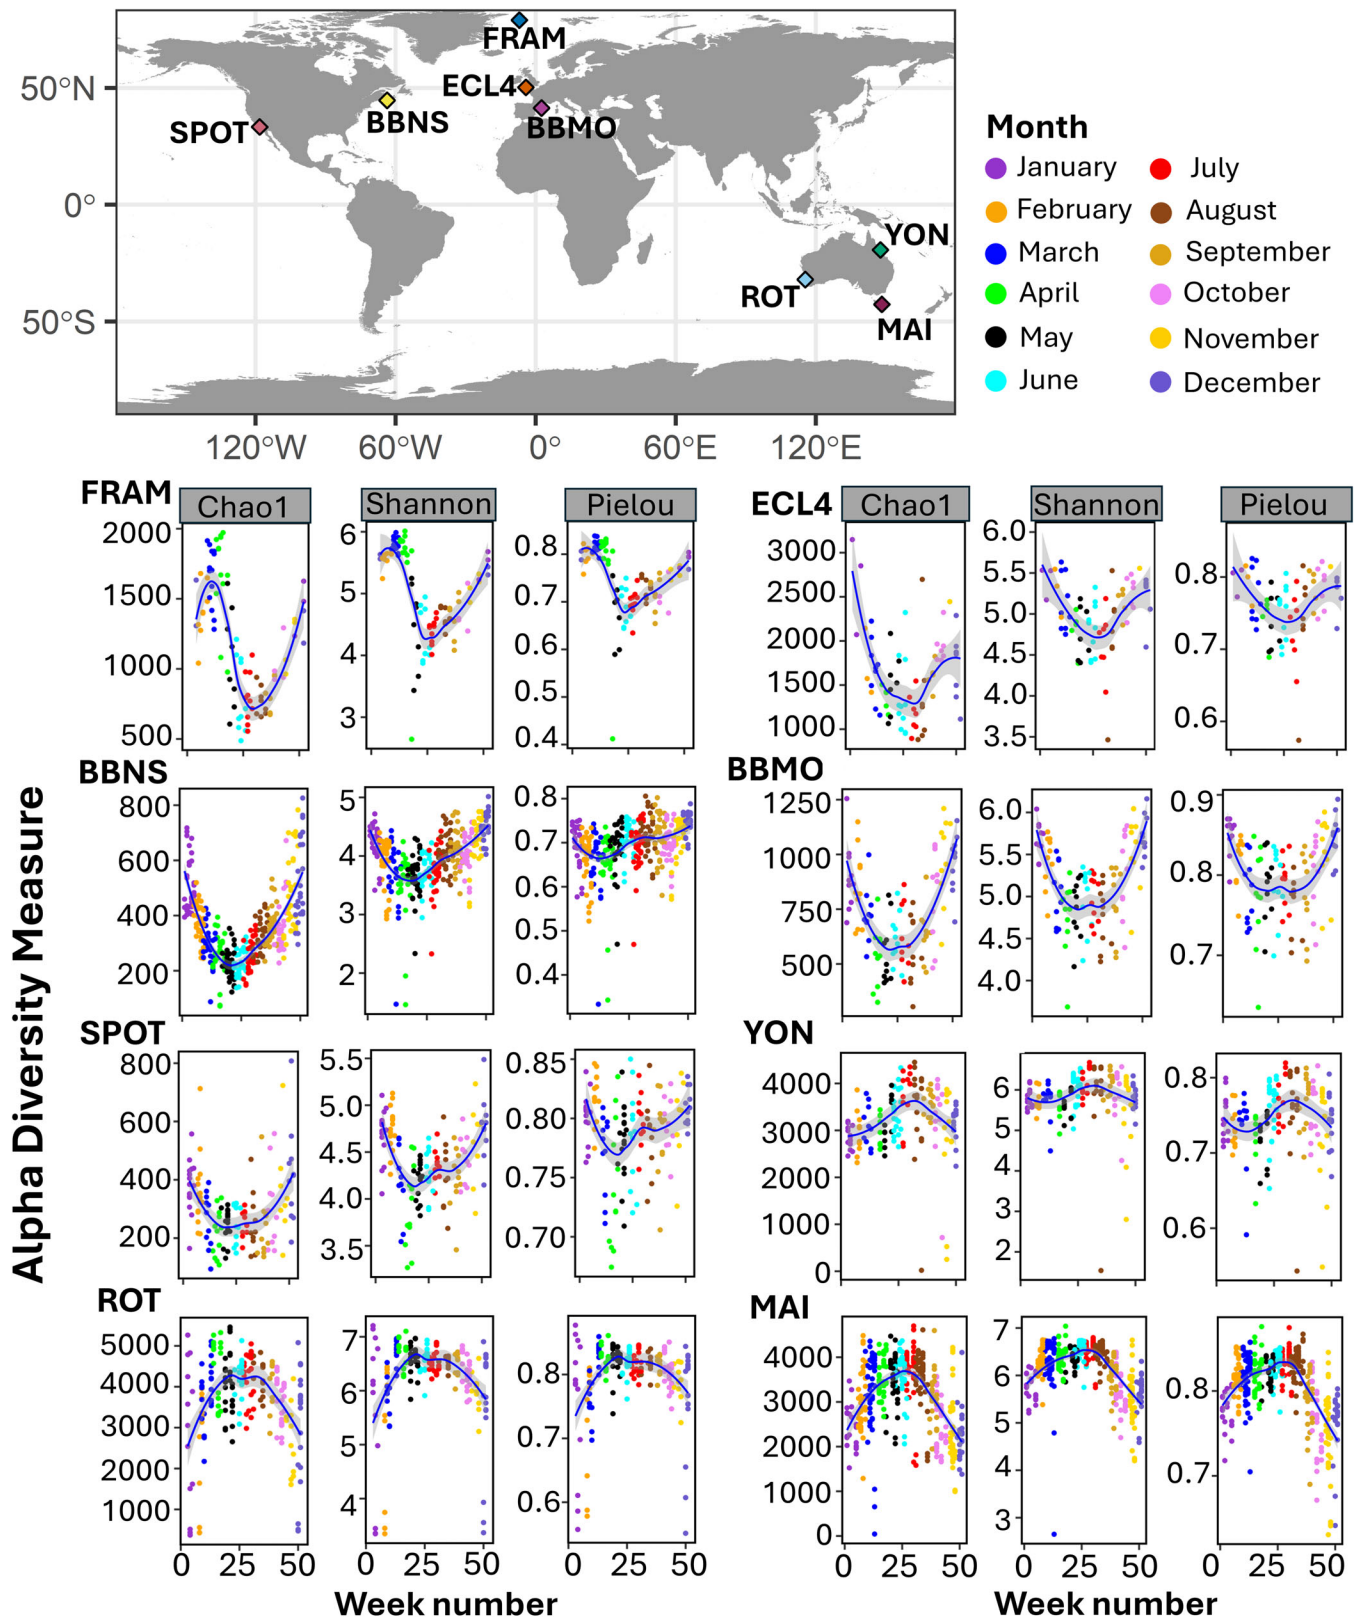 FRAM
50°N
ECL4
BBNS
BBMO
SPOT
0°
YON
ROT
50°S
MAI
120°W 60°W 0° 60°E 120°E
Month
January July
February August
March September
April October
May November
June December
Alpha Diversity Measure
FRAM Chao1 Shannon Pielou
2000 1500 1000 500
6 5 4 3
0.8 0.7 0.6 0.5 0.4
ECL4 Chao1 Shannon Pielou
3000 2500 2000 1500 1000
6.0 5.5 5.0 4.5 4.0 3.5
0.8 0.7 0.6
BBNS
800 600 400 200
5 4 3 2
0.8 0.7 0.6 0.5 0.4
BBMO
1250 1000 750 500
6.0 5.5 5.0 4.5 4.0
0.9 0.8 0.7
SPOT
800 600 400 200
5.5 5.0 4.5 4.0 3.5
0.85 0.80 0.75 0.70
YON
4000 3000 2000 1000 0
6 5 4 3 2
0.8 0.7 0.6
ROT
5000 4000 3000 2000 1000
7 6 5 4
0.8 0.7 0.6
MAI
4000 3000 2000 1000 0
7 6 5 4 3
0.8 0.7
0 25 50 0 25 50 0 25 50
0 25 50 0 25 50 0 25 50
Week number Week number